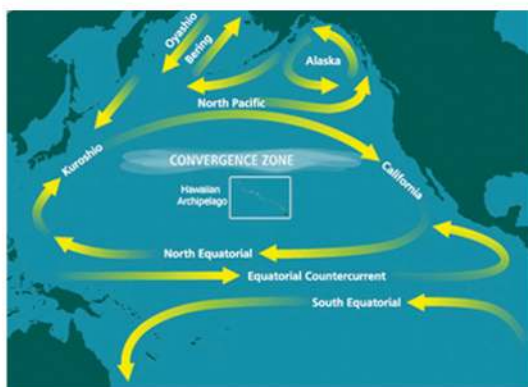 Oyashio
Bering
Alaska
North Pacific
Kuroshio
CONVERGENCE ZONE
California
Hawaiian
Archipelago
North Equatorial
Equatorial Countercurrent
South Equatorial